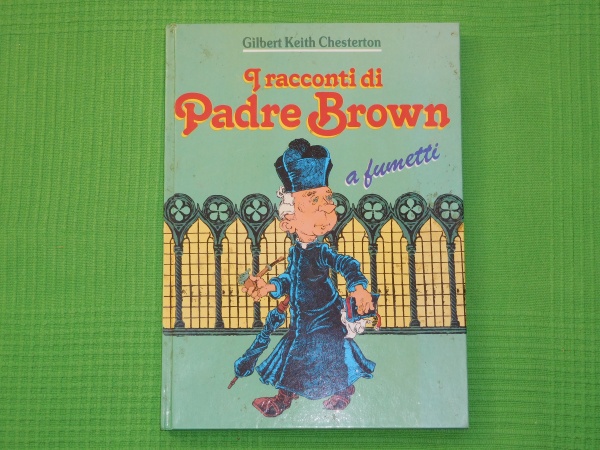 Gilbert Keith Chesterton
I racconti di
Padre Brown
a fumetti